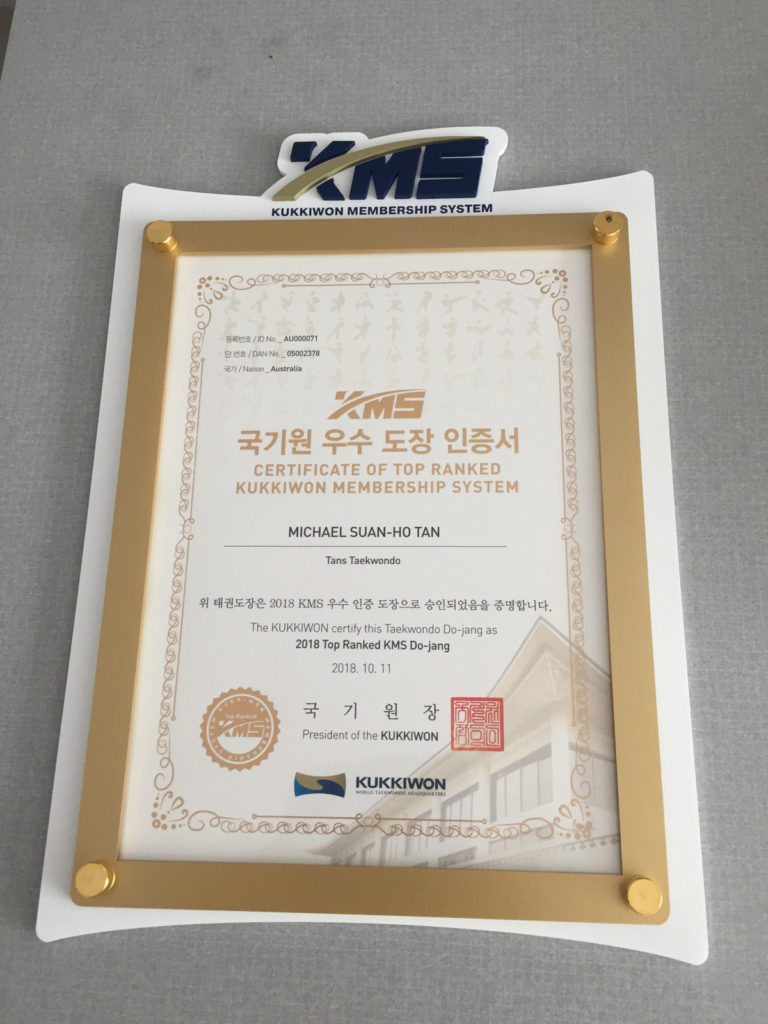 KMS
KUKKIWON MEMBERSHIP SYSTEM
등록번호 / ID No. _ AU000071
단 번호 / DAN No. _ 05002378
국가 / Nation _ Australia
KMS
국기원 우수 도장 인증서
CERTIFICATE OF TOP RANKED
KUKKIWON MEMBERSHIP SYSTEM
MICHAEL SUAN-HO TAN
Tans Taekwondo
위 태권도장은 2018 KMS 우수 인증 도장으로 승인되었음을 증명합니다.
The KUKKIWON certify this Taekwondo Do-jang as
2018 Top Ranked KMS Do-jang
2018. 10. 11
Top Ranked
KMS
국 기 원 장
President of the KUKKIWON
KUKKIWON
WORLD TAEKWONDO HEADQUARTERS